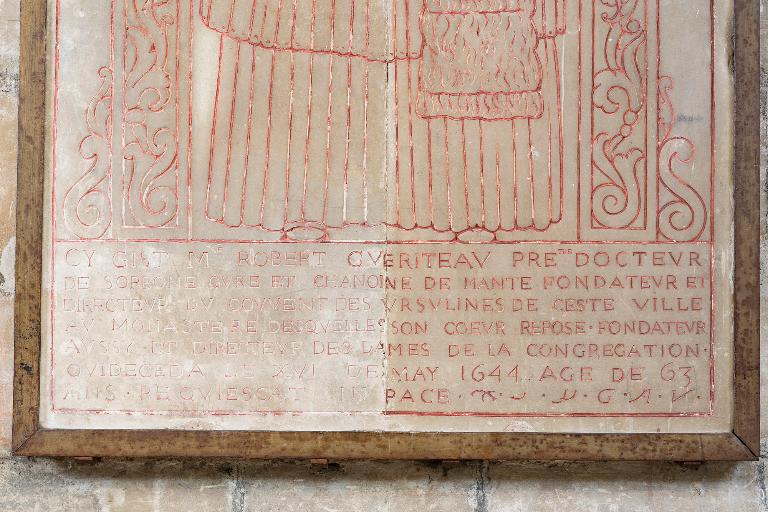 CY GIST Mᴿᴱ ROBERT GVERITEAV PREᵀᴿᴱ DOCTEVR
DE SORBONE CVRE ET CHANOINE DE MANTE FONDATEVR ET
DIRECTEVR DV COVVENT DES VRSVLINES DE CESTE VILLE
AV MONASTERE DESQVELLES SON COEVR REPOSE · FONDATEVR
AVSSY ET DIRECTEVR DES DAMES DE LA CONGREGATION ·
QVI DECEDA LE XVI DE MAY 1644 AGE DE 63
ANS · REQVIESCAT IN PACE ·